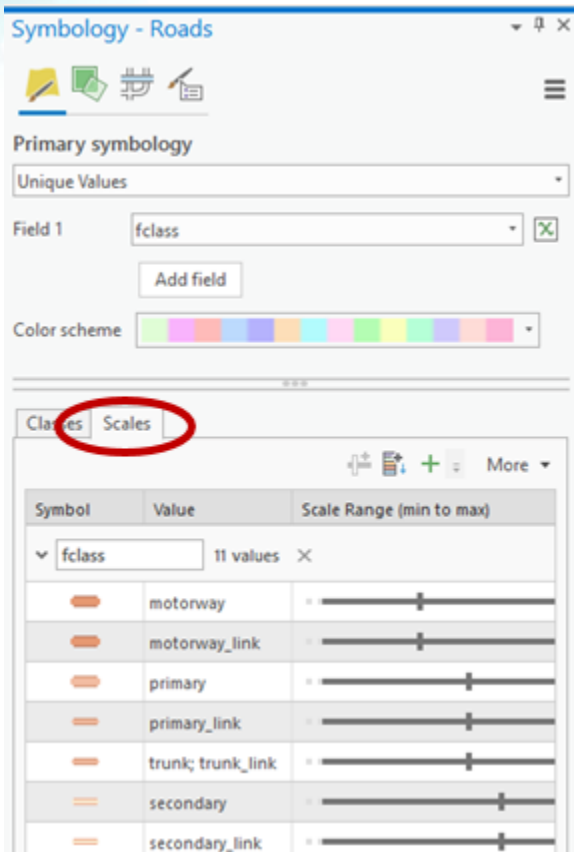 Symbology - Roads
Primary symbology
Unique Values
Field 1 fclass
Add field
Color scheme
Classes Scales
More
Symbol Value Scale Range (min to max)
fclass 11 values
motorway
motorway_link
primary
primary_link
trunk; trunk_link
secondary
secondary_link